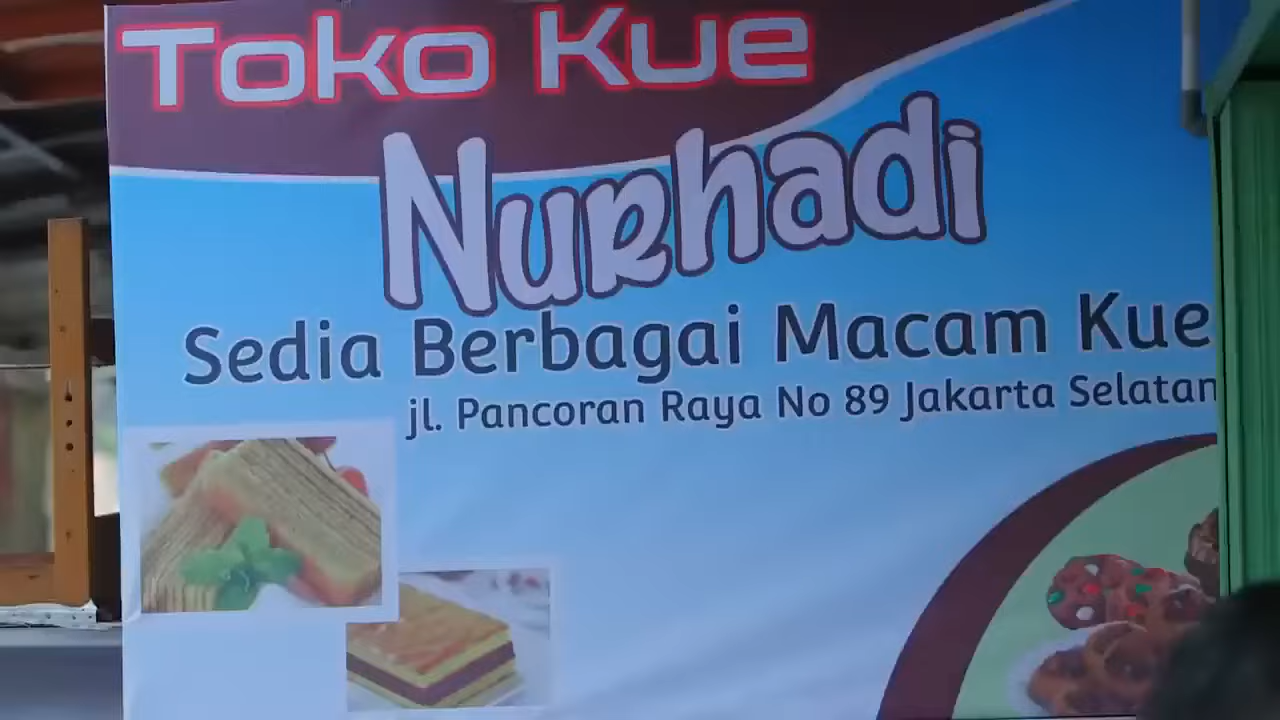 Toko Kue
Nurhadi
Sedia Berbagai Macam Kue
jl. Pancoran Raya No 89 Jakarta Selatan